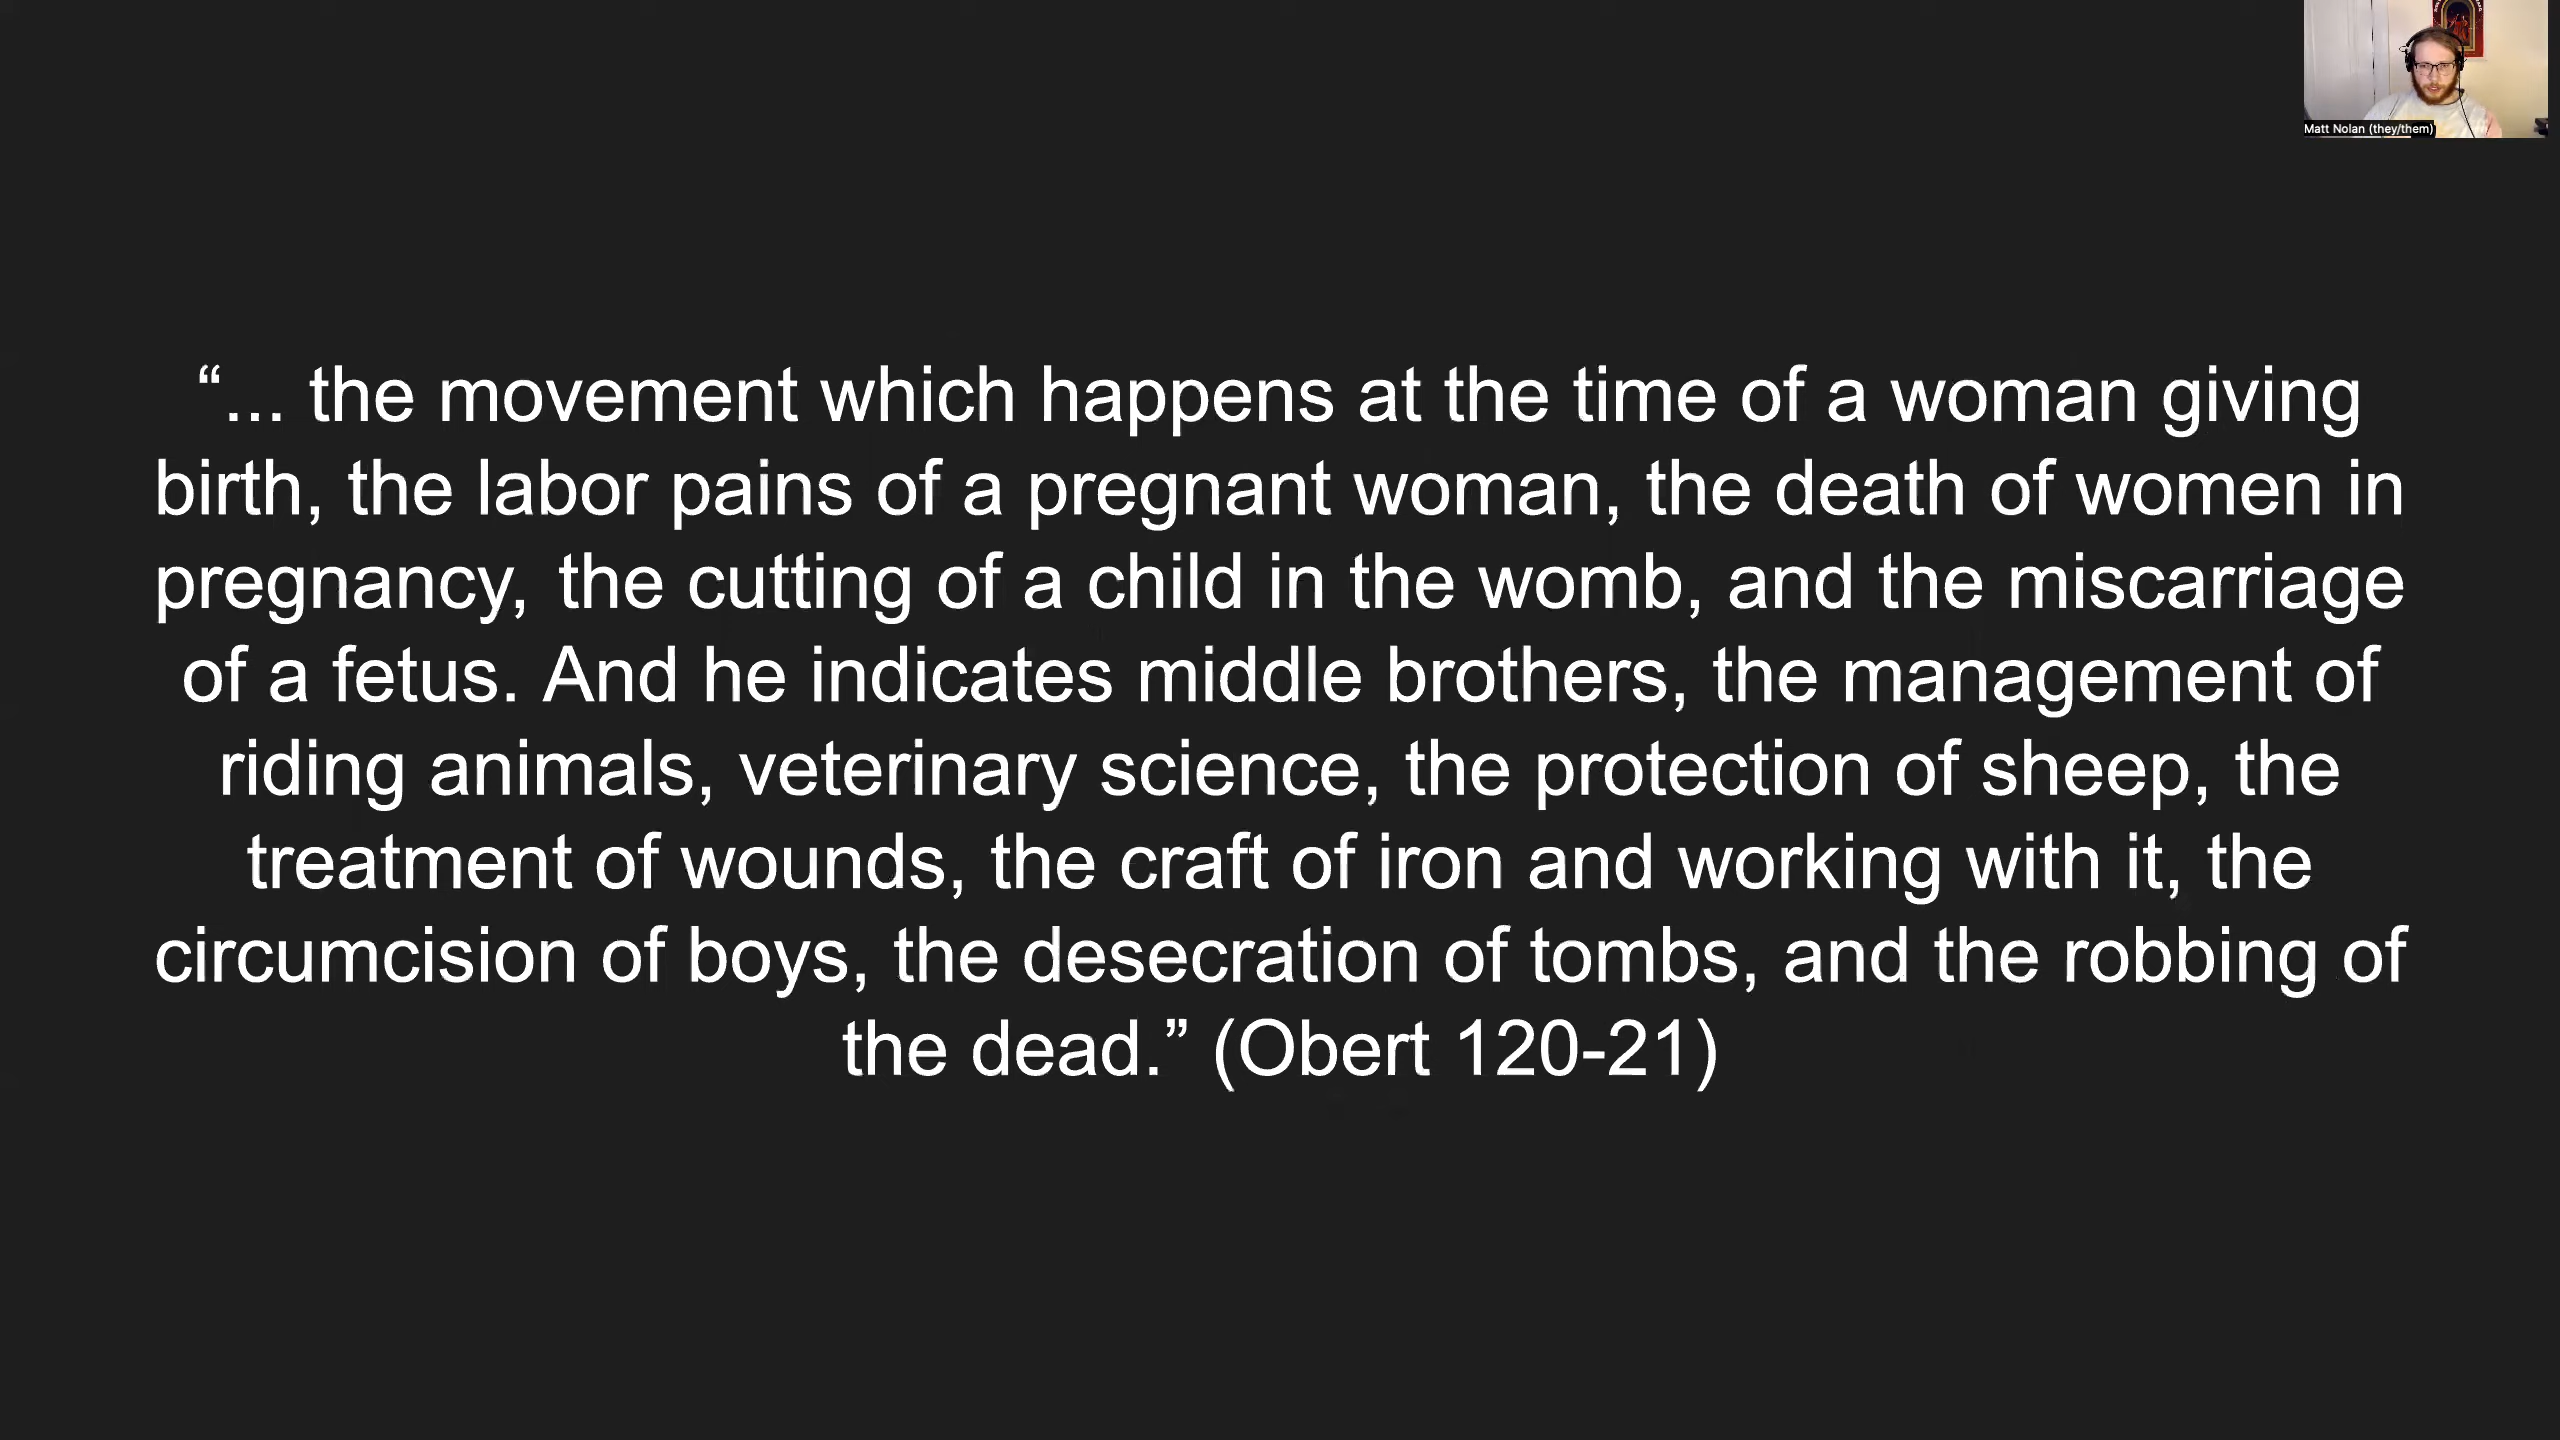 Matt Nolan (they/them)
“... the movement which happens at the time of a woman giving
birth, the labor pains of a pregnant woman, the death of women in
pregnancy, the cutting of a child in the womb, and the miscarriage
of a fetus. And he indicates middle brothers, the management of
riding animals, veterinary science, the protection of sheep, the
treatment of wounds, the craft of iron and working with it, the
circumcision of boys, the desecration of tombs, and the robbing of
the dead.” (Obert 120-21)